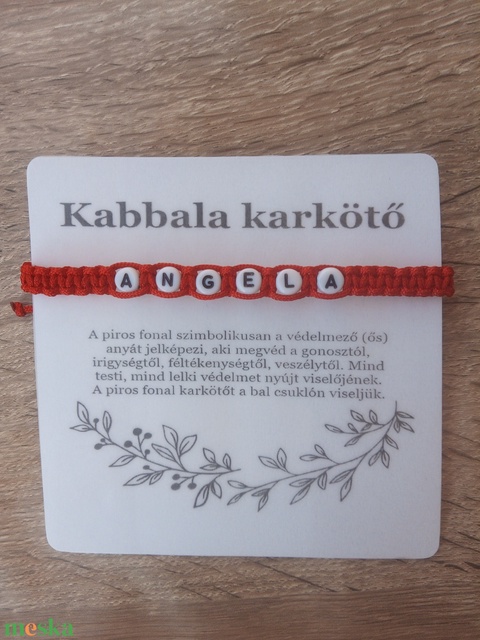 Kabbala karkötő
ANGELA
A piros fonal szimbolikusan a védelmező (ős)
anyát jelképezi, aki megvéd a gonosztól,
irigységtől, féltékenységtől, veszélytől. Mind
testi, mind lelki védelmet nyújt viselőjének.
A piros fonal karkötőt a bal csuklón viseljük.
meska